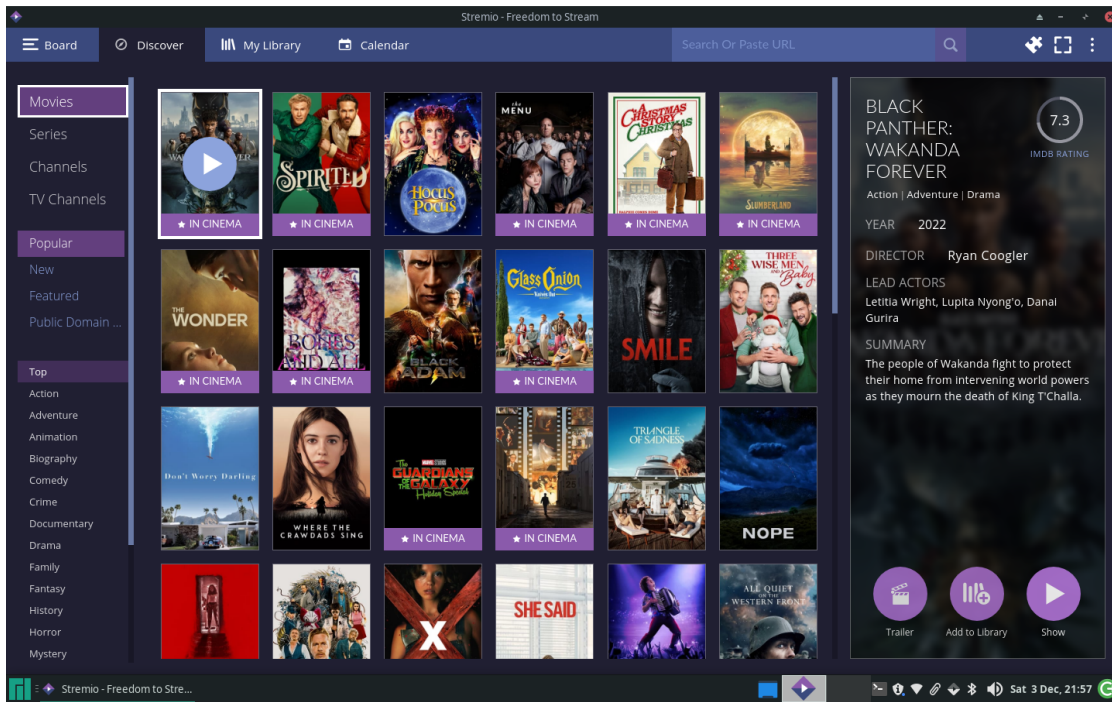 Stremio - Freedom to Stream
Board
Discover
My Library
Calendar
Search Or Paste URL
Movies
Series
Channels
TV Channels
Popular
New
Featured
Public Domain ...
Top
Action
Adventure
Animation
Biography
Comedy
Crime
Documentary
Drama
Family
Fantasy
History
Horror
Mystery
★ IN CINEMA
SPIRITED
★ IN CINEMA
Hocus
Pocus
the
MENU
★ IN CINEMA
A CHRISTMAS
STORY
CHRISTMAS
★ IN CINEMA
SLUMBERLAND
★ IN CINEMA
THE
WONDER
★ IN CINEMA
BONES
AND ALL
★ IN CINEMA
BLACK
ADAM
Glass Onion
★ IN CINEMA
SMILE
THREE
WISE MEN
AND a Baby
Don't Worry Darling
WHERE THE
CRAWDADS SING
The
GUARDIANS
OF THE GALAXY
Holiday Special
★ IN CINEMA
★ IN CINEMA
TRIANGLE
OF SADNESS
NOPE
X
SHE SAID
ALL QUIET
ON THE
WESTERN FRONT
BLACK
PANTHER:
WAKANDA
FOREVER
7.3
IMDB RATING
Action | Adventure | Drama
YEAR 2022
DIRECTOR Ryan Coogler
LEAD ACTORS
Letitia Wright, Lupita Nyong'o, Danai
Gurira
SUMMARY
The people of Wakanda fight to protect
their home from intervening world powers
as they mourn the death of King T'Challa.
Trailer
Add to Library
Show
Stremio - Freedom to Stre...
Sat 3 Dec, 21:57